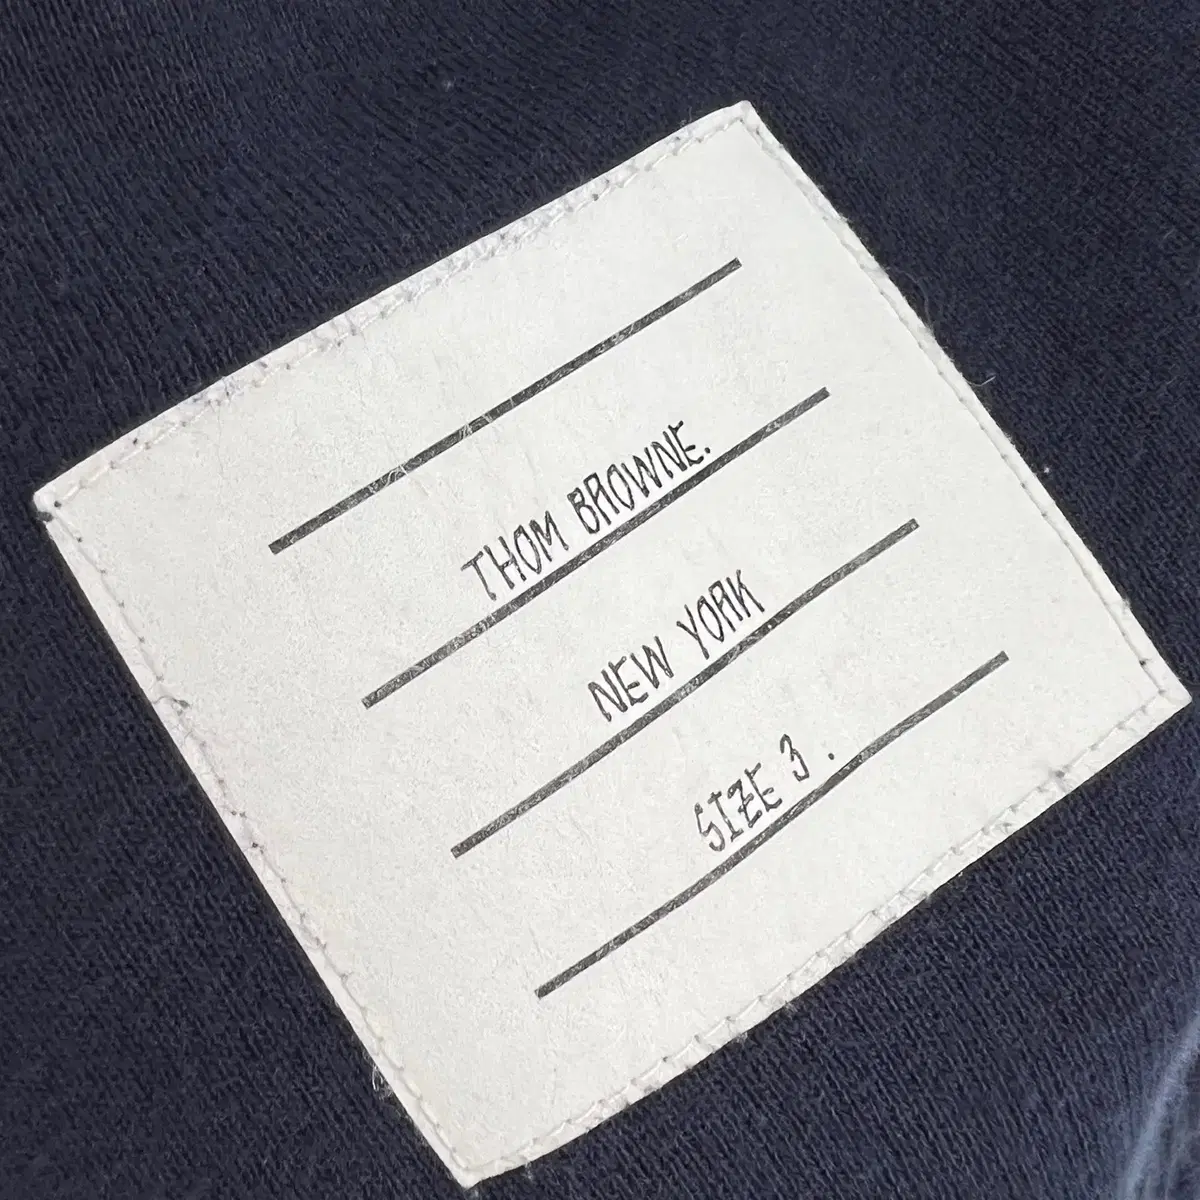 THOM BROWNE.
NEW YORK
SIZE 3 .